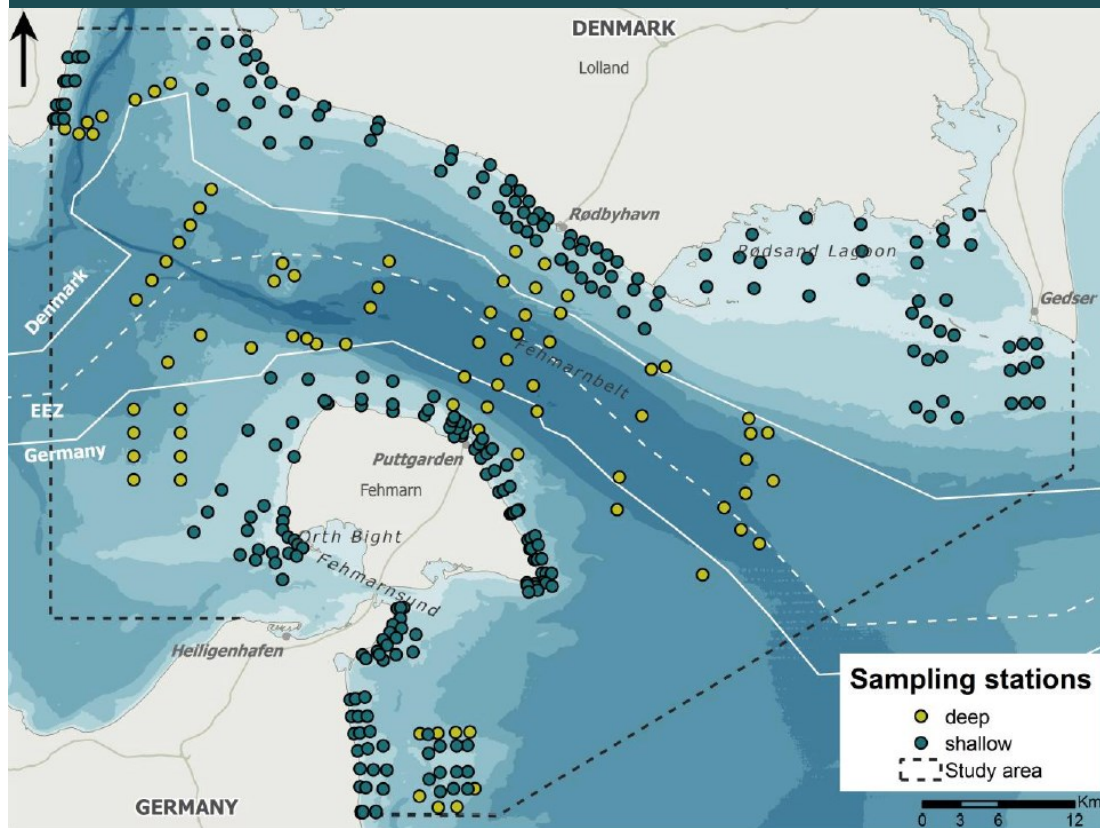 DENMARK
Lolland
Rødbyhavn
Rødsand Lagoon
Gedser
Denmark
Fehmarnbelt
EEZ
Germany
Puttgarden
Fehmarn
Orth Bight
Fehmarnsund
Heiligenhafen
GERMANY
Sampling stations
deep
shallow
Study area
Km
0 3 6 12